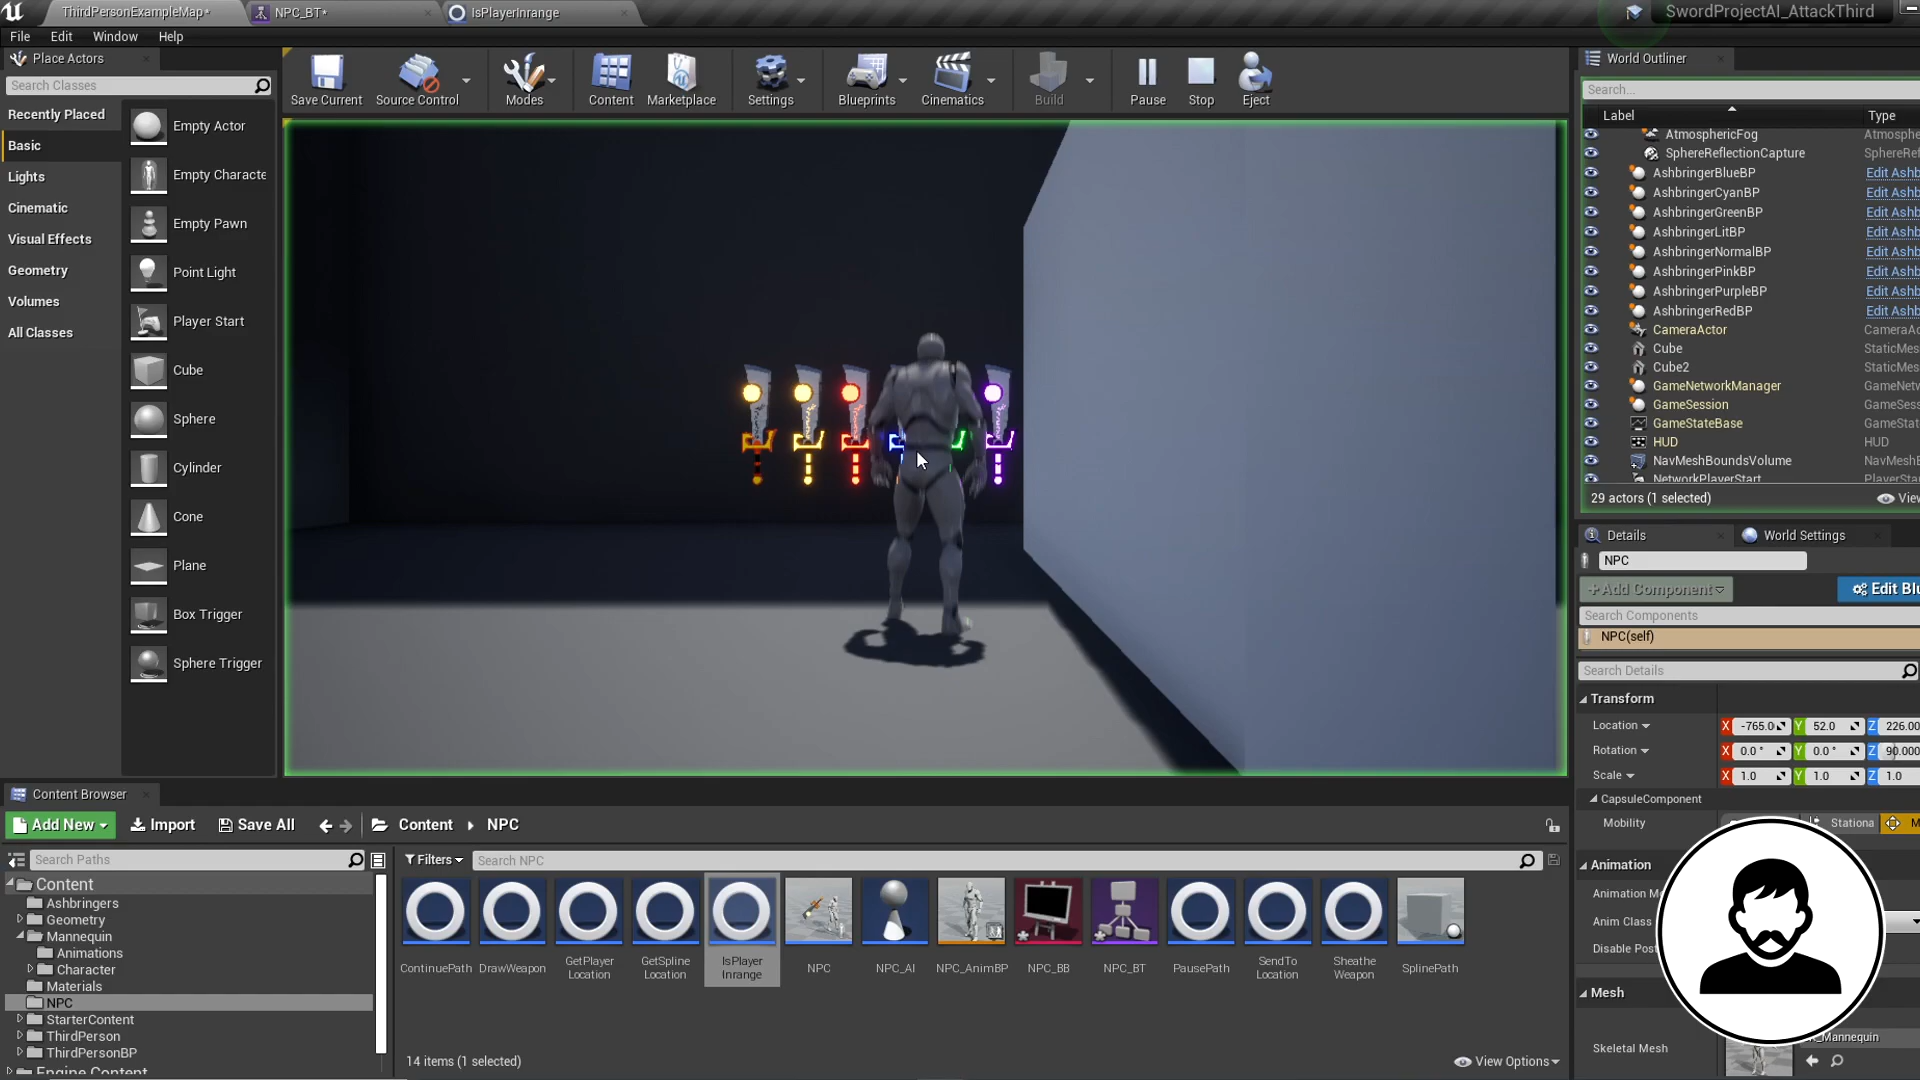 ThirdPersonExampleMap*
NPC_BT*
IsPlayerInrange
SwordProjectAI_AttackThird
File
Edit
Window
Help
Place Actors
Search Classes
Recently Placed
Basic
Lights
Cinematic
Visual Effects
Geometry
Volumes
All Classes
Empty Actor
Empty Characte
Empty Pawn
Point Light
Player Start
Cube
Sphere
Cylinder
Cone
Plane
Box Trigger
Sphere Trigger
Save Current
Source Control
Modes
Content
Marketplace
Settings
Blueprints
Cinematics
Build
Pause
Stop
Eject
World Outliner
Search...
Label
Type
AtmosphericFog Atmosphe
SphereReflectionCapture SphereRef
AshbringerBlueBP Edit Ashb
AshbringerCyanBP Edit Ashb
AshbringerGreenBP Edit Ashb
AshbringerLitBP Edit Ashb
AshbringerNormalBP Edit Ashb
AshbringerPinkBP Edit Ashb
AshbringerPurpleBP Edit Ashb
AshbringerRedBP Edit Ashb
CameraActor CameraAc
Cube StaticMes
Cube2 StaticMes
GameNetworkManager GameNetw
GameSession GameSess
GameStateBase GameStat
HUD HUD
NavMeshBoundsVolume NavMeshB
NetworkPlayerStart PlayerStar
29 actors (1 selected)
View
Details
World Settings
NPC
+Add Component
Edit Blu
Search Components
NPC(self)
Search Details
Transform
Location X -765.0 Y 52.0 Z 226.00
Rotation X 0.0 ° Y 0.0 ° Z 90.000
Scale X 1.0 Y 1.0 Z 1.0
CapsuleComponent
Mobility
Stationa
M
Animation
Animation M
Anim Class
Disable Post
Mesh
Skeletal Mesh
_Mannequin
Content Browser
Add New
Import
Save All
Content
NPC
Search Paths
Filters
Search NPC
Content
Ashbringers
Geometry
Mannequin
Animations
Character
Materials
NPC
StarterContent
ThirdPerson
ThirdPersonBP
Engine Content
ContinuePath
DrawWeapon
GetPlayer
Location
GetSpline
Location
IsPlayer
Inrange
NPC
NPC_AI
NPC_AnimBP
NPC_BB
NPC_BT
PausePath
SendTo
Location
Sheathe
Weapon
SplinePath
14 items (1 selected)
View Options